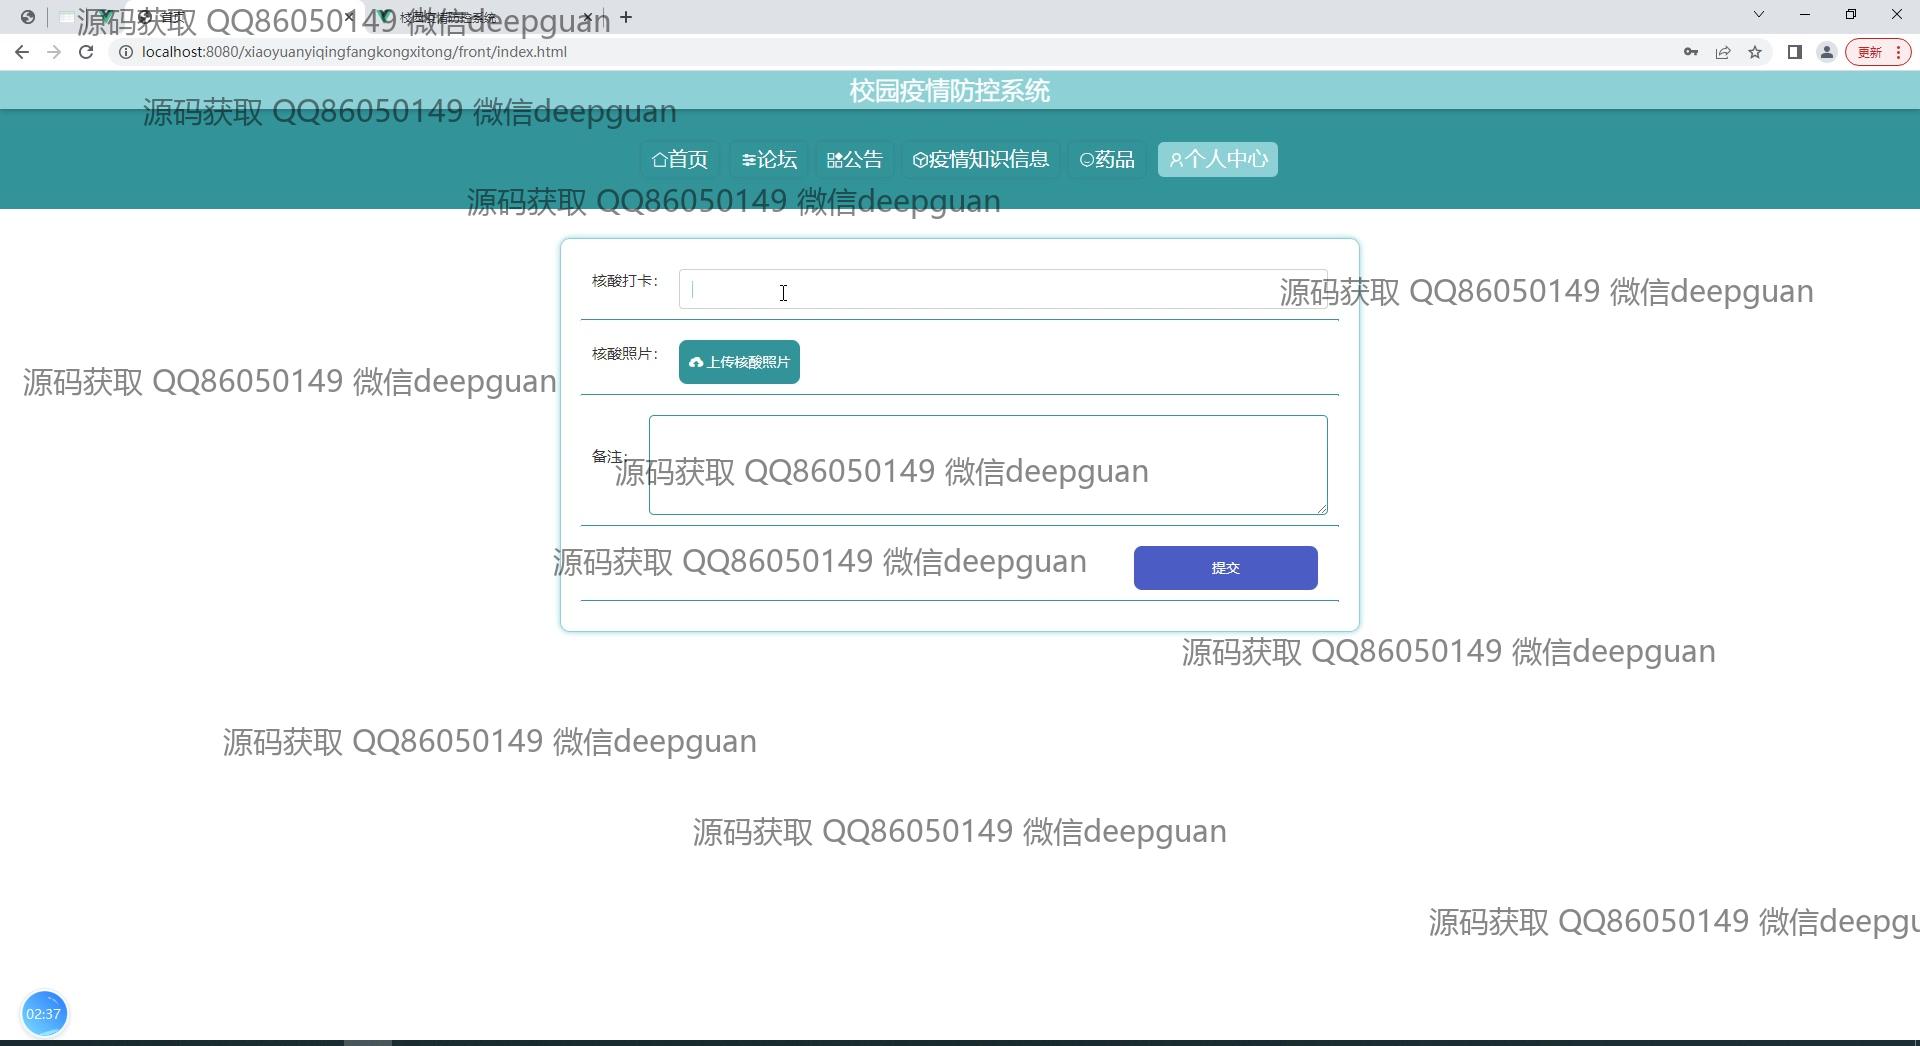 首页
校园疫情防控系统
源码获取 QQ86050149 微信deepguan
localhost:8080/xiaoyuanyiqingfangkongxitong/front/index.html
更新
校园疫情防控系统
源码获取 QQ86050149 微信deepguan
首页 论坛 公告 疫情知识信息 药品 个人中心
源码获取 QQ86050149 微信deepguan
核酸打卡：
源码获取 QQ86050149 微信deepguan
核酸照片： 上传核酸照片
源码获取 QQ86050149 微信deepguan
备注：
源码获取 QQ86050149 微信deepguan
源码获取 QQ86050149 微信deepguan
提交
源码获取 QQ86050149 微信deepguan
源码获取 QQ86050149 微信deepguan
源码获取 QQ86050149 微信deepguan
源码获取 QQ86050149 微信deepgu
02:37